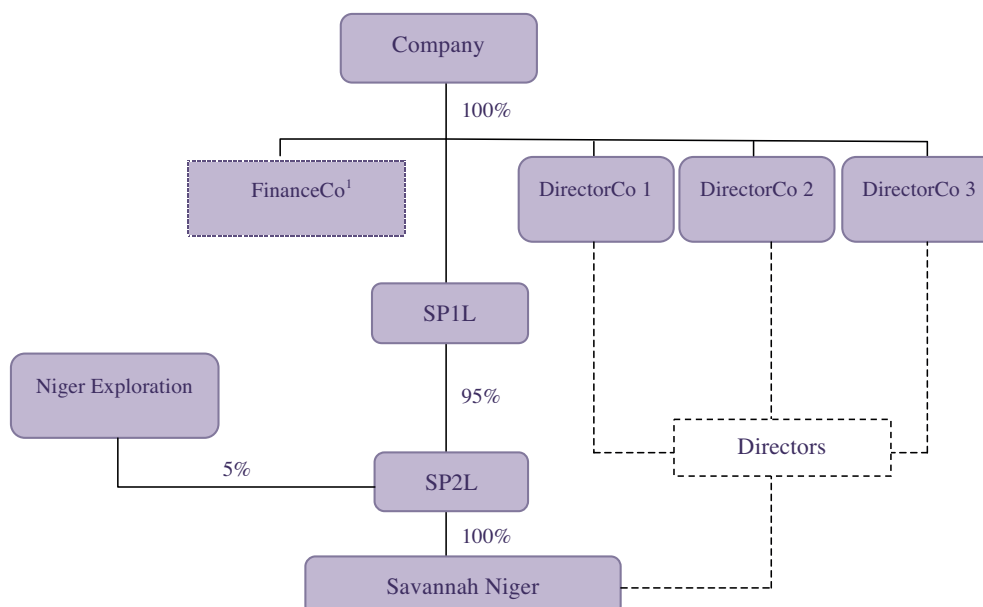 Company
100%
FinanceCo¹
DirectorCo 1
DirectorCo 2
DirectorCo 3
SP1L
Niger Exploration
95%
Directors
5%
SP2L
100%
Savannah Niger